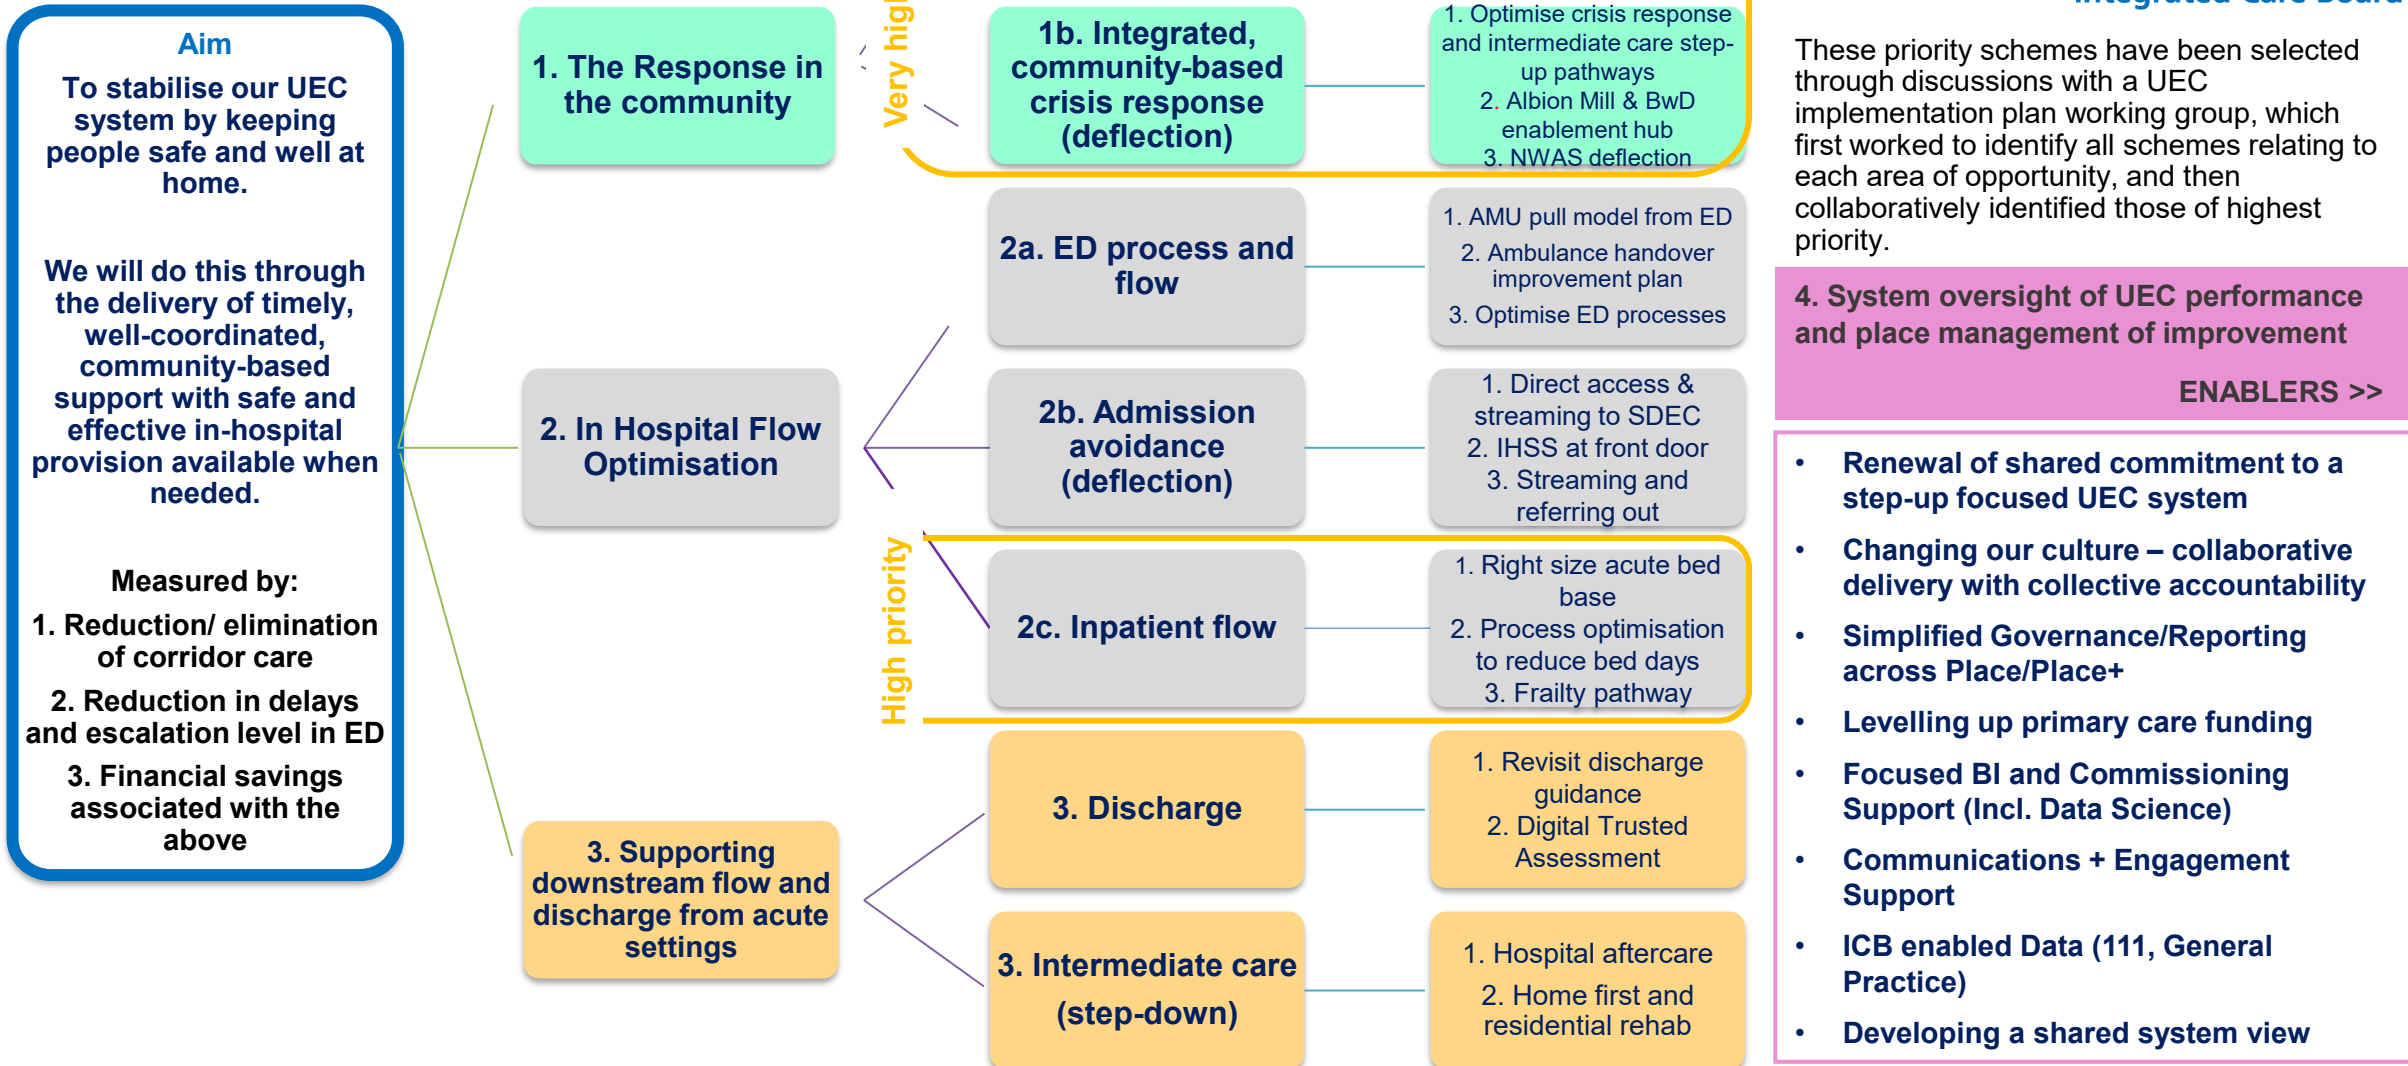 Aim
To stabilise our UEC
system by keeping
people safe and well at
home.
We will do this through
the delivery of timely,
well-coordinated,
community-based
support with safe and
effective in-hospital
provision available when
needed.
Measured by:
1. Reduction/ elimination
of corridor care
2. Reduction in delays
and escalation level in ED
3. Financial savings
associated with the
above
1. The Response in
the community
2. In Hospital Flow
Optimisation
3. Supporting
downstream flow and
discharge from acute
settings
Very high
High priority
1b. Integrated,
community-based
crisis response
(deflection)
1. Optimise crisis response
and intermediate care step-
up pathways
2. Albion Mill & BwD
enablement hub
3. NWAS deflection
2a. ED process and
flow
1. AMU pull model from ED
2. Ambulance handover
improvement plan
3. Optimise ED processes
2b. Admission
avoidance
(deflection)
1. Direct access &
streaming to SDEC
2. IHSS at front door
3. Streaming and
referring out
2c. Inpatient flow
1. Right size acute bed
base
2. Process optimisation
to reduce bed days
3. Frailty pathway
3. Discharge
1. Revisit discharge
guidance
2. Digital Trusted
Assessment
3. Intermediate care
(step-down)
1. Hospital aftercare
2. Home first and
residential rehab
Integrated Care Board
These priority schemes have been selected
through discussions with a UEC
implementation plan working group, which
first worked to identify all schemes relating to
each area of opportunity, and then
collaboratively identified those of highest
priority.
4. System oversight of UEC performance
and place management of improvement
ENABLERS >>
• Renewal of shared commitment to a
step-up focused UEC system
• Changing our culture – collaborative
delivery with collective accountability
• Simplified Governance/Reporting
across Place/Place+
• Levelling up primary care funding
• Focused BI and Commissioning
Support (Incl. Data Science)
• Communications + Engagement
Support
• ICB enabled Data (111, General
Practice)
• Developing a shared system view